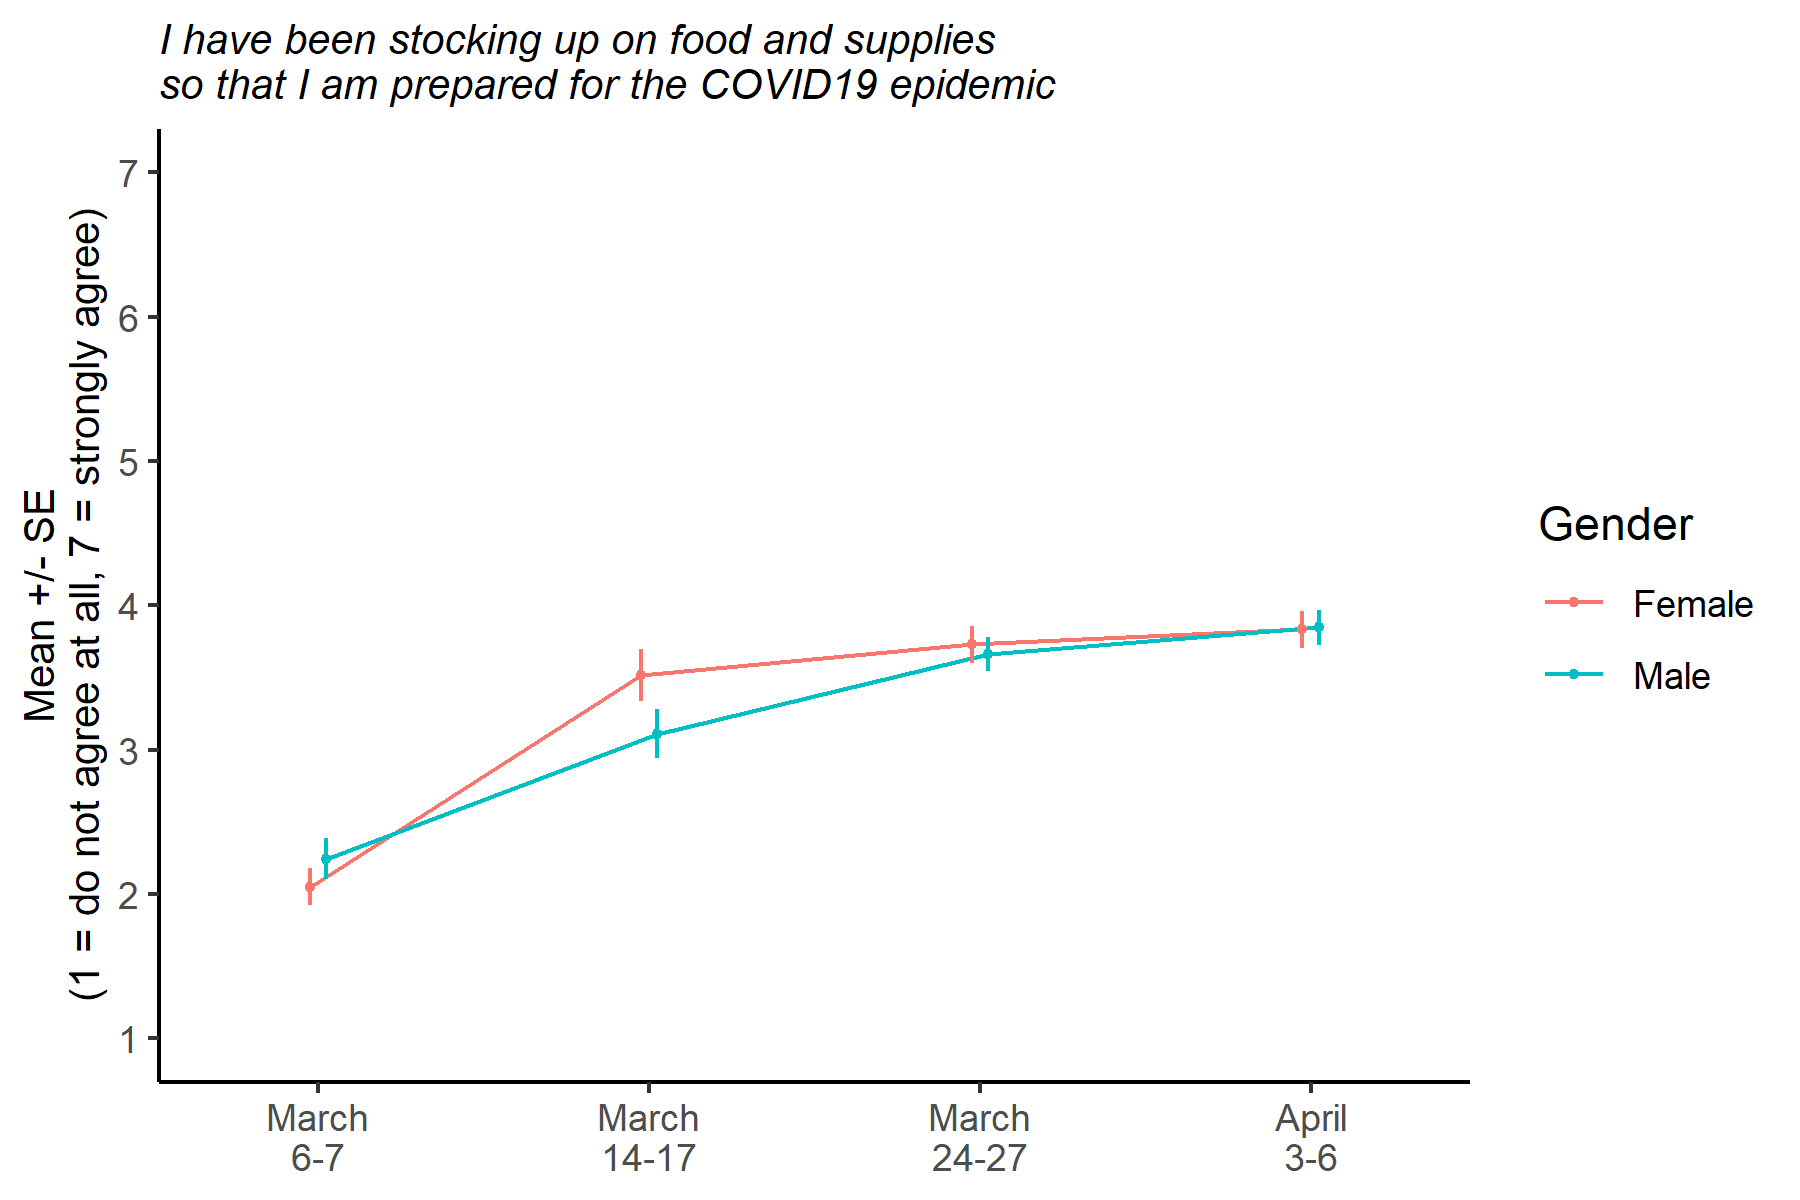 I have been stocking up on food and supplies
so that I am prepared for the COVID19 epidemic
Mean +/- SE
(1 = do not agree at all, 7 = strongly agree)
7
6
5
4
3
2
1
March
6-7
March
14-17
March
24-27
April
3-6
Gender
Female
Male